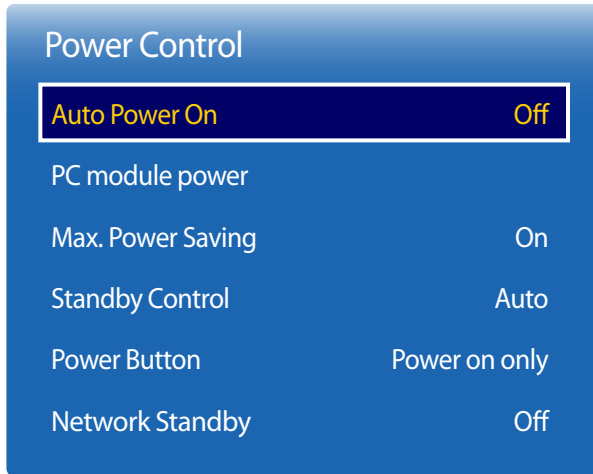 Power Control
Auto Power On Off
PC module power
Max. Power Saving On
Standby Control Auto
Power Button Power on only
Network Standby Off